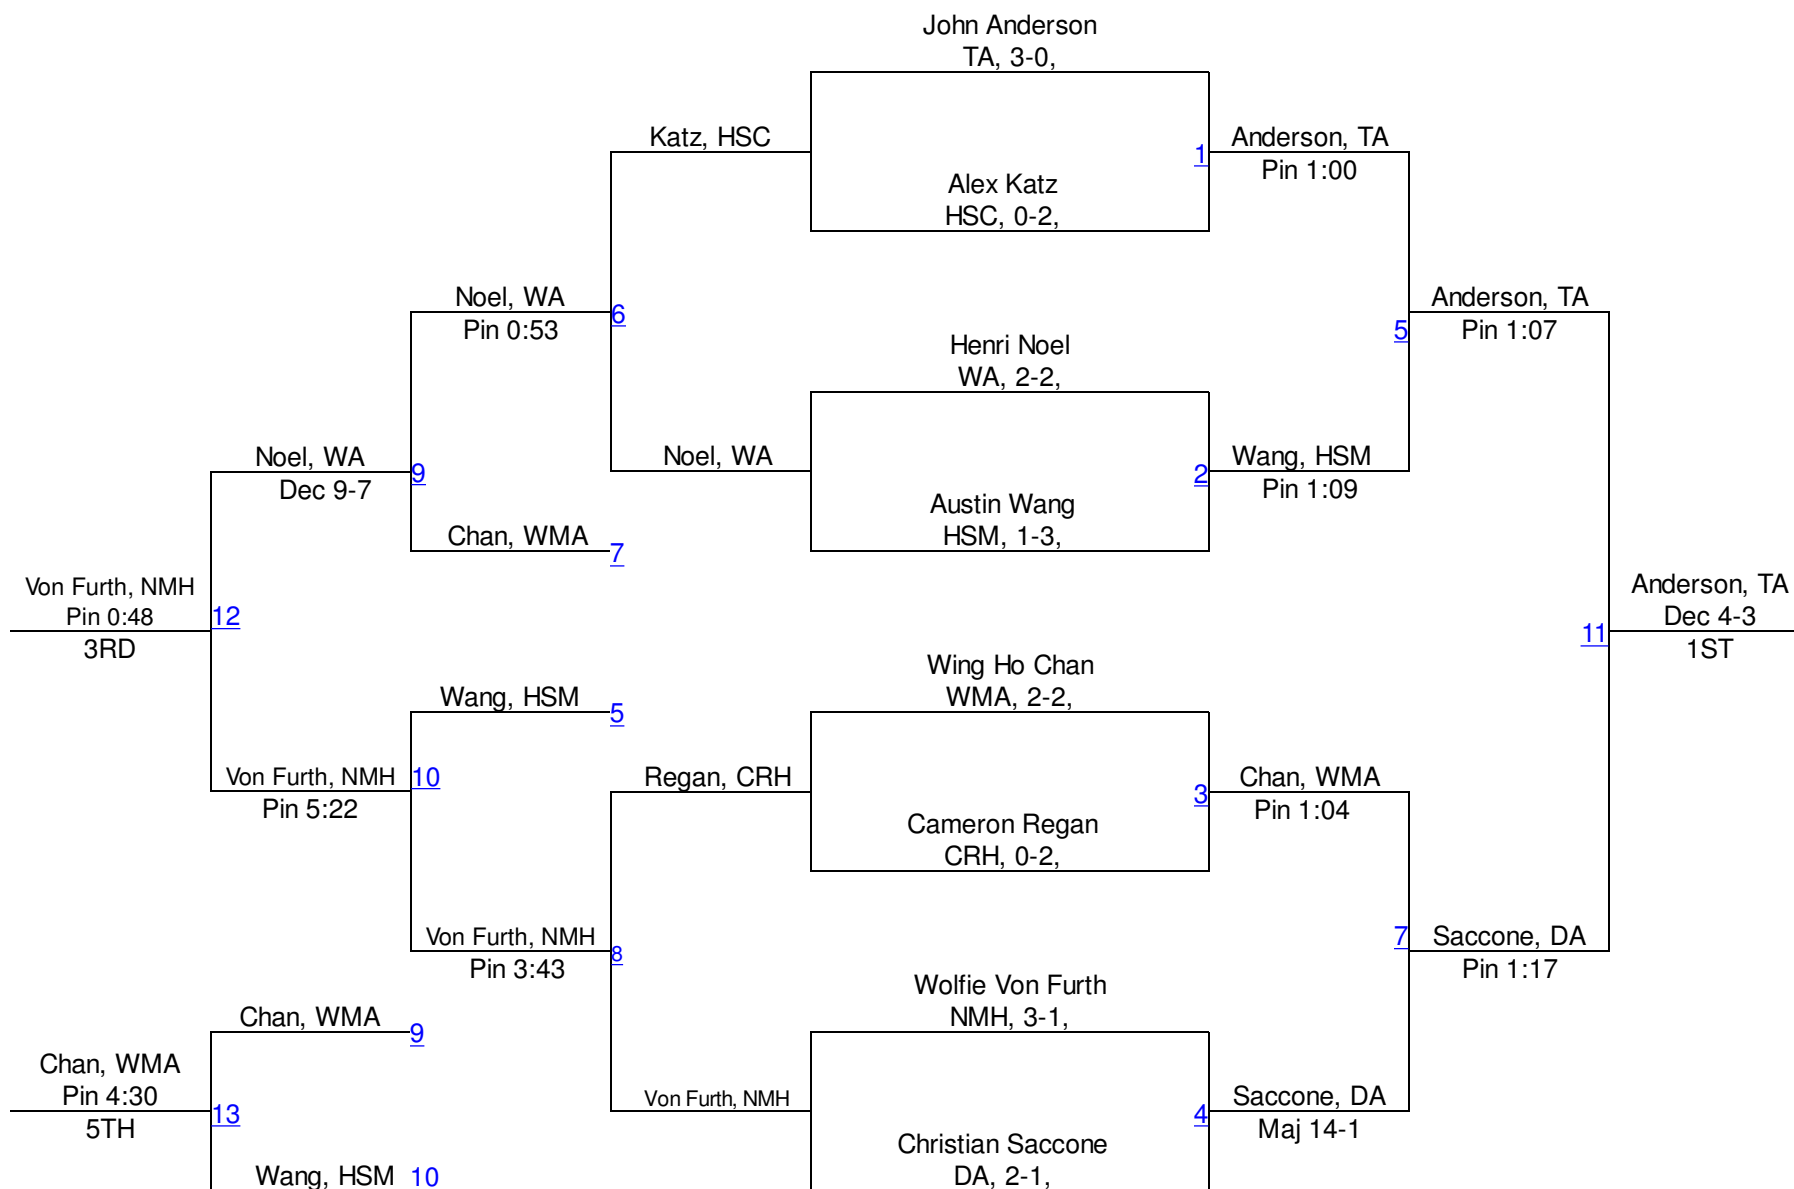 John Anderson
TA, 3-0,
Katz, HSC
1
Anderson, TA
Pin 1:00
Alex Katz
HSC, 0-2,
Noel, WA
Pin 0:53
6
Anderson, TA
Pin 1:07
5
Henri Noel
WA, 2-2,
Noel, WA
Dec 9-7
9
Noel, WA
2
Wang, HSM
Pin 1:09
Austin Wang
HSM, 1-3,
Chan, WMA
7
Von Furth, NMH
Pin 0:48
3RD
12
Anderson, TA
Dec 4-3
1ST
11
Wing Ho Chan
WMA, 2-2,
Wang, HSM
5
Von Furth, NMH
Pin 5:22
10
Regan, CRH
3
Chan, WMA
Pin 1:04
Cameron Regan
CRH, 0-2,
Von Furth, NMH
Pin 3:43
8
7
Saccone, DA
Pin 1:17
Wolfie Von Furth
NMH, 3-1,
Chan, WMA
9
Chan, WMA
Pin 4:30
5TH
13
Von Furth, NMH
4
Saccone, DA
Maj 14-1
Christian Saccone
DA, 2-1,
Wang, HSM
10